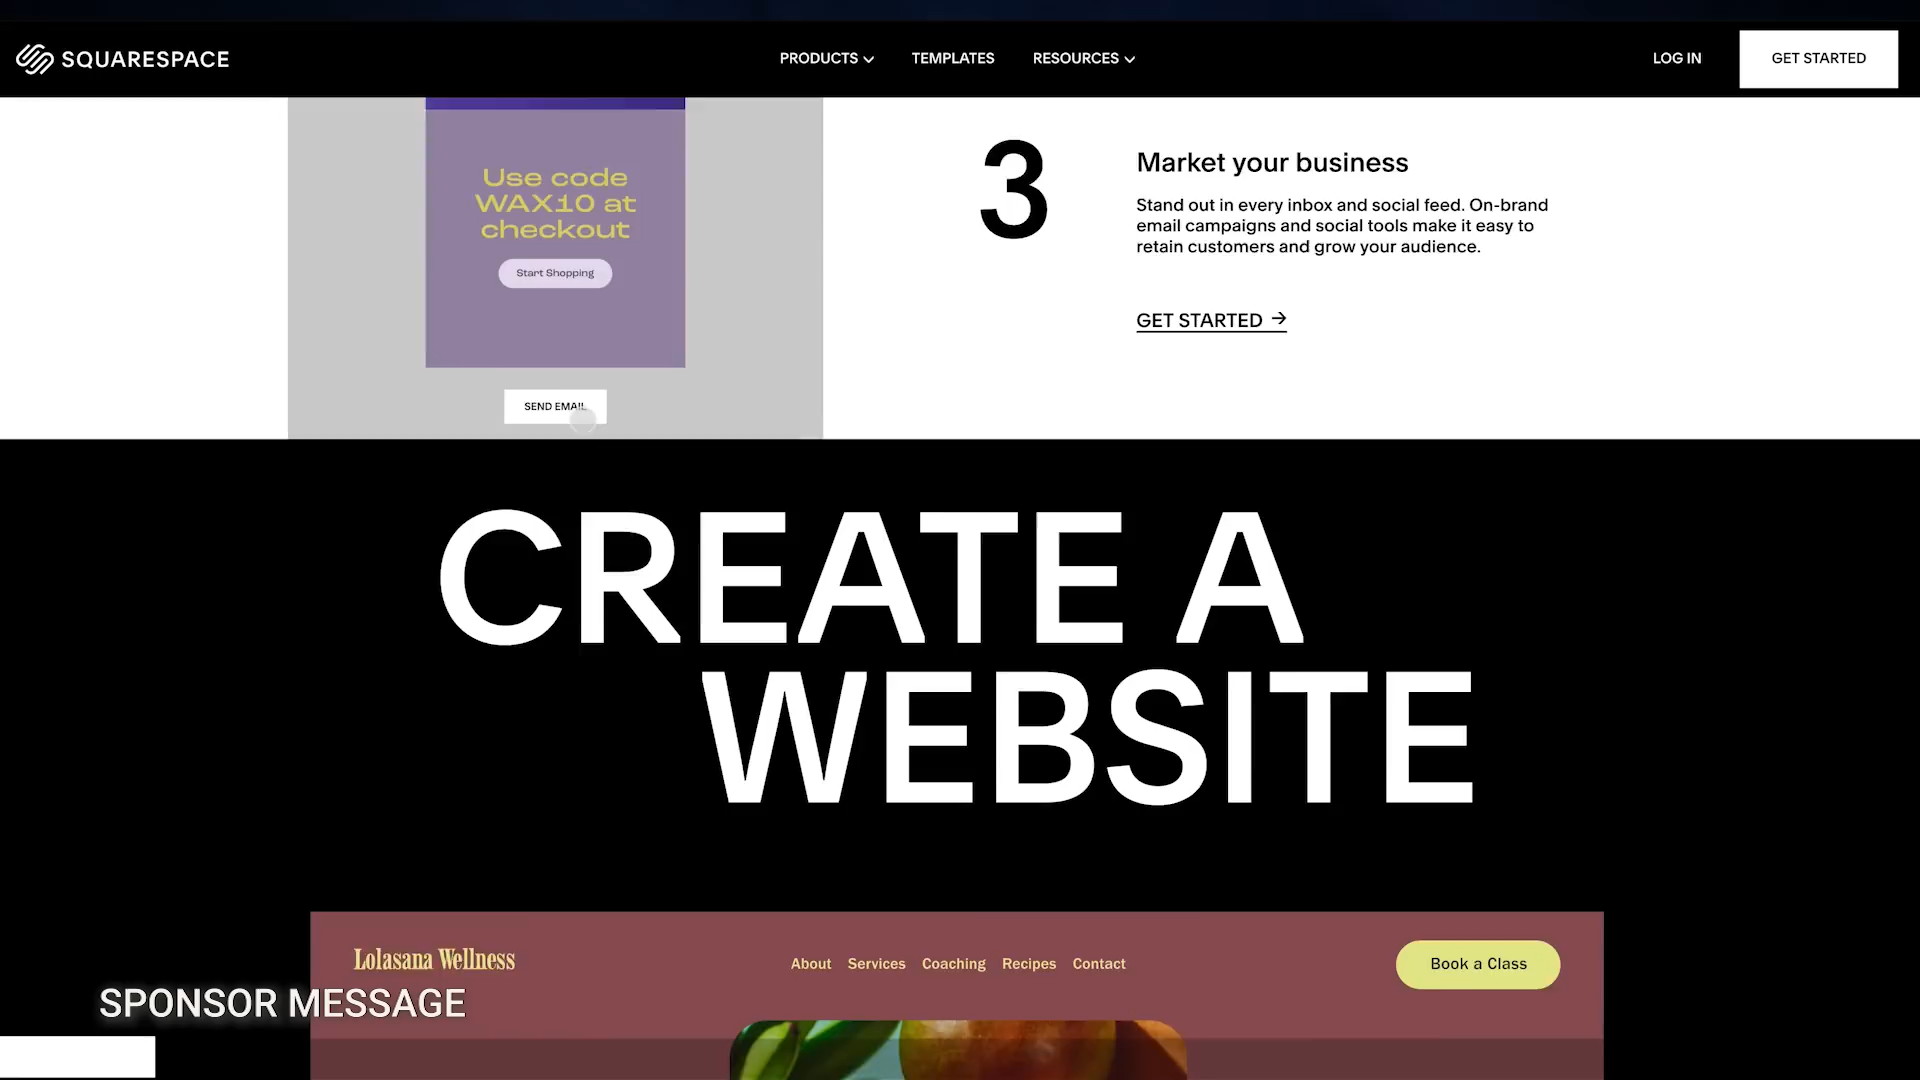 SQUARESPACE
PRODUCTS
TEMPLATES
RESOURCES
LOG IN
GET STARTED
Use code
WAX10 at
checkout
Start Shopping
SEND EMAIL
3
Market your business
Stand out in every inbox and social feed. On-brand
email campaigns and social tools make it easy to
retain customers and grow your audience.
GET STARTED →
CREATE A
WEBSITE
Lolasana Wellness
About
Services
Coaching
Recipes
Contact
Book a Class
SPONSOR MESSAGE